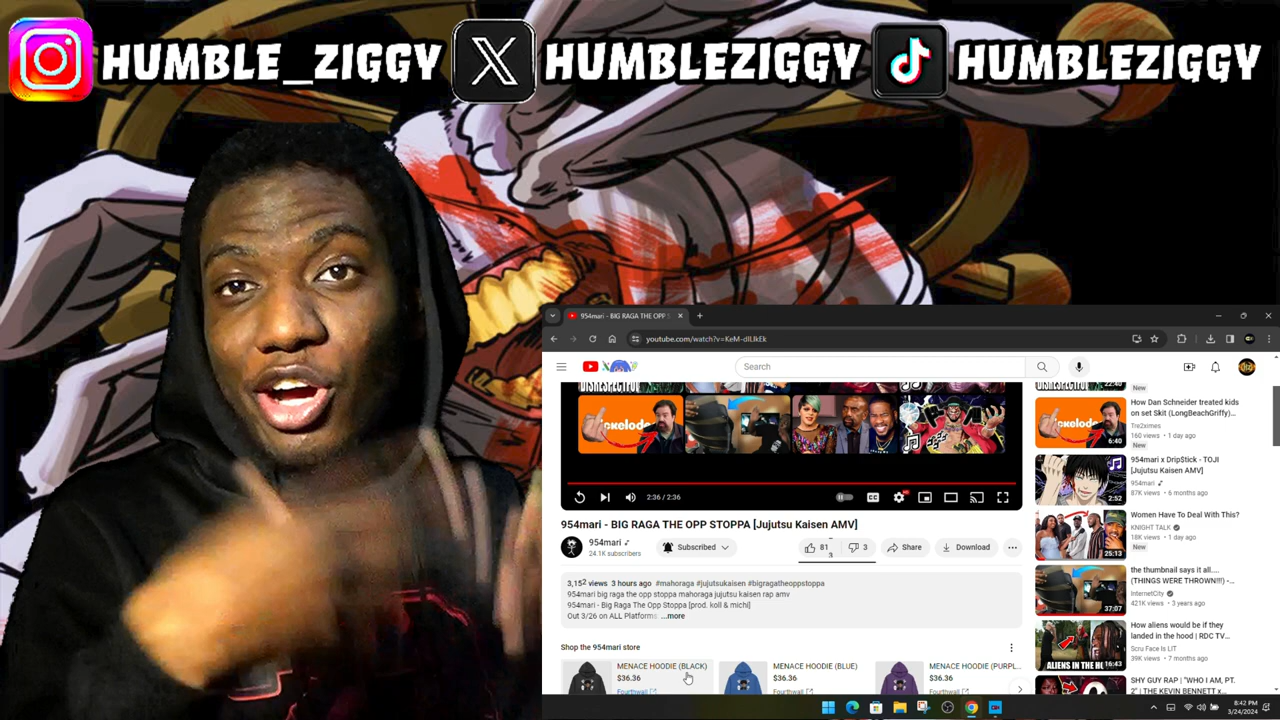 HUMBLE_ZIGGY
HUMBLEZIGGY
HUMBLEZIGGY
954mari - BIG RAGA THE OPP S
youtube.com/watch?v=KeM-dlLlkEk
Search
2:36 / 2:36
954mari - BIG RAGA THE OPP STOPPA [Jujutsu Kaisen AMV]
954mari
24.1K subscribers
Subscribed
81
3
3
Share
Download
3,152 views 3 hours ago #mahoraga #jujutsukaisen #bigragatheoppstoppa
954mari big raga the opp stoppa mahoraga jujutsu kaisen rap amv
954mari - Big Raga The Opp Stoppa [prod. koll & michi]
Out 3/26 on ALL Platforms ...more
Shop the 954mari store
MENACE HOODIE (BLACK)
$36.36
Fourthwall
MENACE HOODIE (BLUE)
$36.36
Fourthwall
MENACE HOODIE (PURPL...
$36.36
Fourthwall
22:40
New
How Dan Schneider treated kids
on set Skit (LongBeachGriffy)...
Tre2ximes
160 views • 1 day ago
New
6:40
954mari x Drip$tick - TOJI
[Jujutsu Kaisen AMV]
954mari
87K views • 6 months ago
2:52
Women Have To Deal With This?
KNIGHT TALK
18K views • 1 day ago
New
25:13
the thumbnail says it all....
(THINGS WERE THROWN!!!) -...
InternetCity
421K views • 3 years ago
37:07
How aliens would be if they
landed in the hood | RDC TV...
Scru Face Is LIT
39K views • 7 months ago
ALIENS IN THE H
16:43
SHY GUY RAP | "WHO I AM, PT.
2" | THE KEVIN BENNETT x...
8:42 PM
3/24/2024